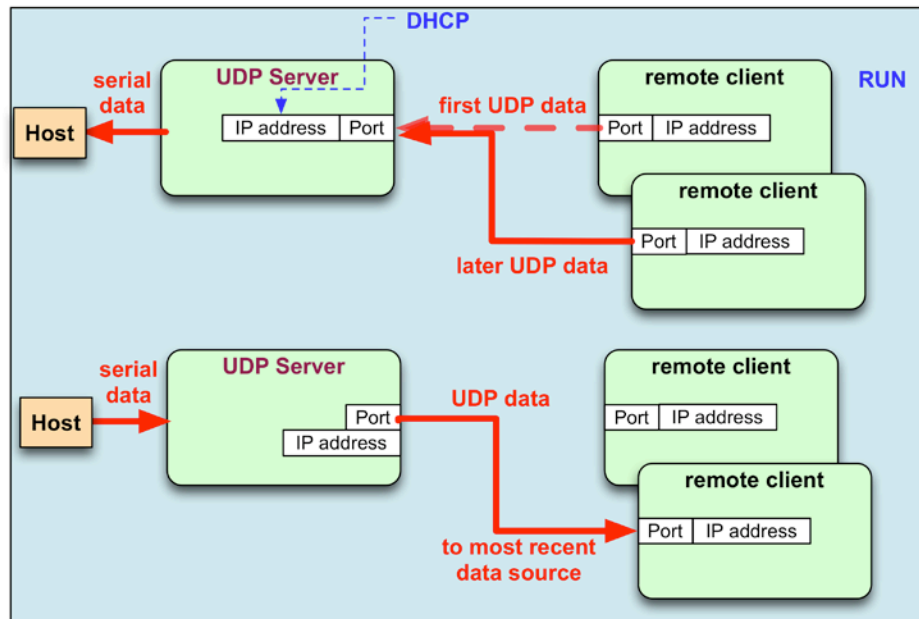 DHCP
UDP Server
remote client
RUN
serial
data
first UDP data
Host
IP address Port
Port IP address
remote client
Port IP address
later UDP data
UDP Server
remote client
serial
data
UDP data
Host
Port
IP address
Port IP address
remote client
Port IP address
to most recent
data source